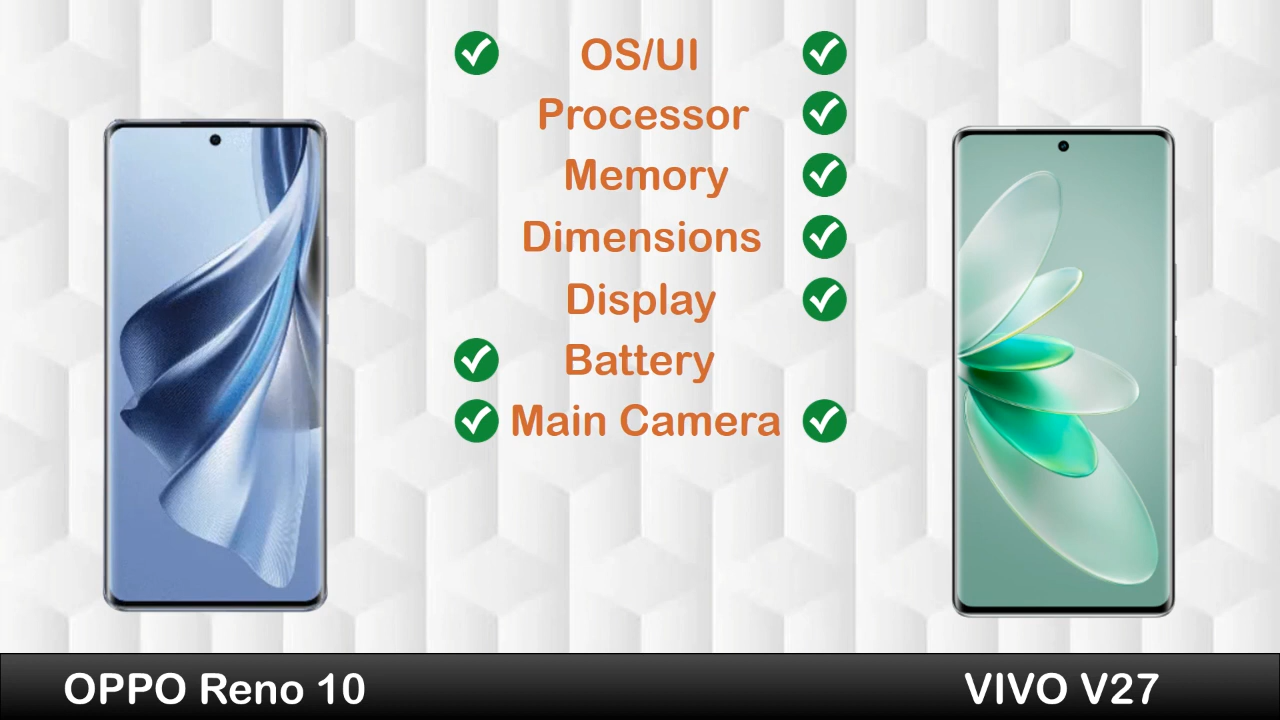 OS/UI
Processor
Memory
Dimensions
Display
Battery
Main Camera
OPPO Reno 10
VIVO V27